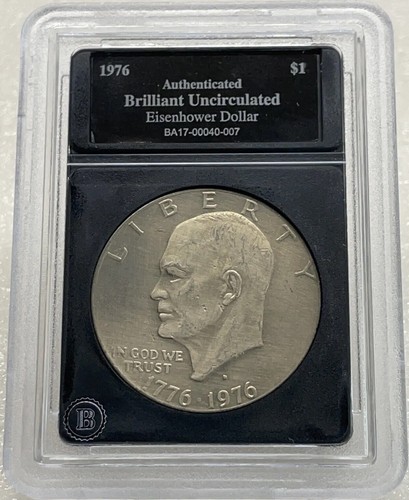 1976 $1
Authenticated
Brilliant Uncirculated
Eisenhower Dollar
BA17-00040-007
LIBERTY
IN GOD WE
TRUST
1776 · 1976
B